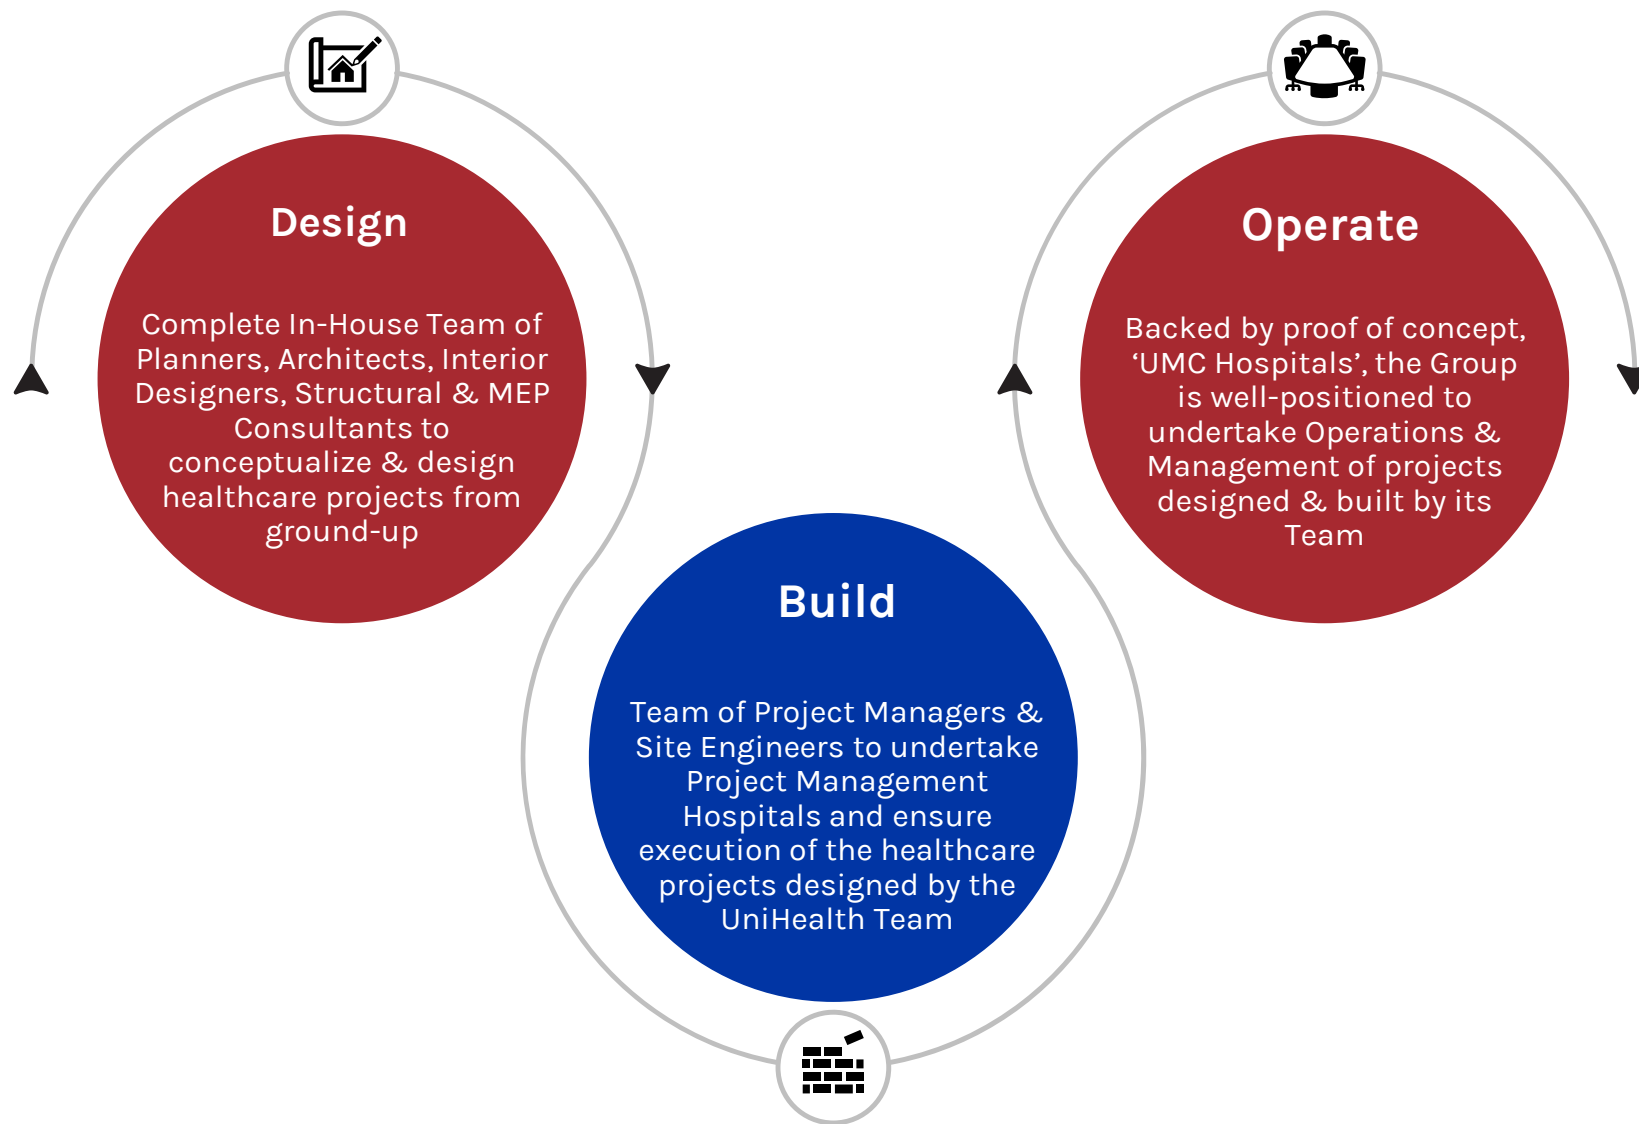 Design
Complete In-House Team of
Planners, Architects, Interior
Designers, Structural & MEP
Consultants to
conceptualize & design
healthcare projects from
ground-up
Build
Team of Project Managers &
Site Engineers to undertake
Project Management
Hospitals and ensure
execution of the healthcare
projects designed by the
UniHealth Team
Operate
Backed by proof of concept,
‘UMC Hospitals’, the Group
is well-positioned to
undertake Operations &
Management of projects
designed & built by its
Team